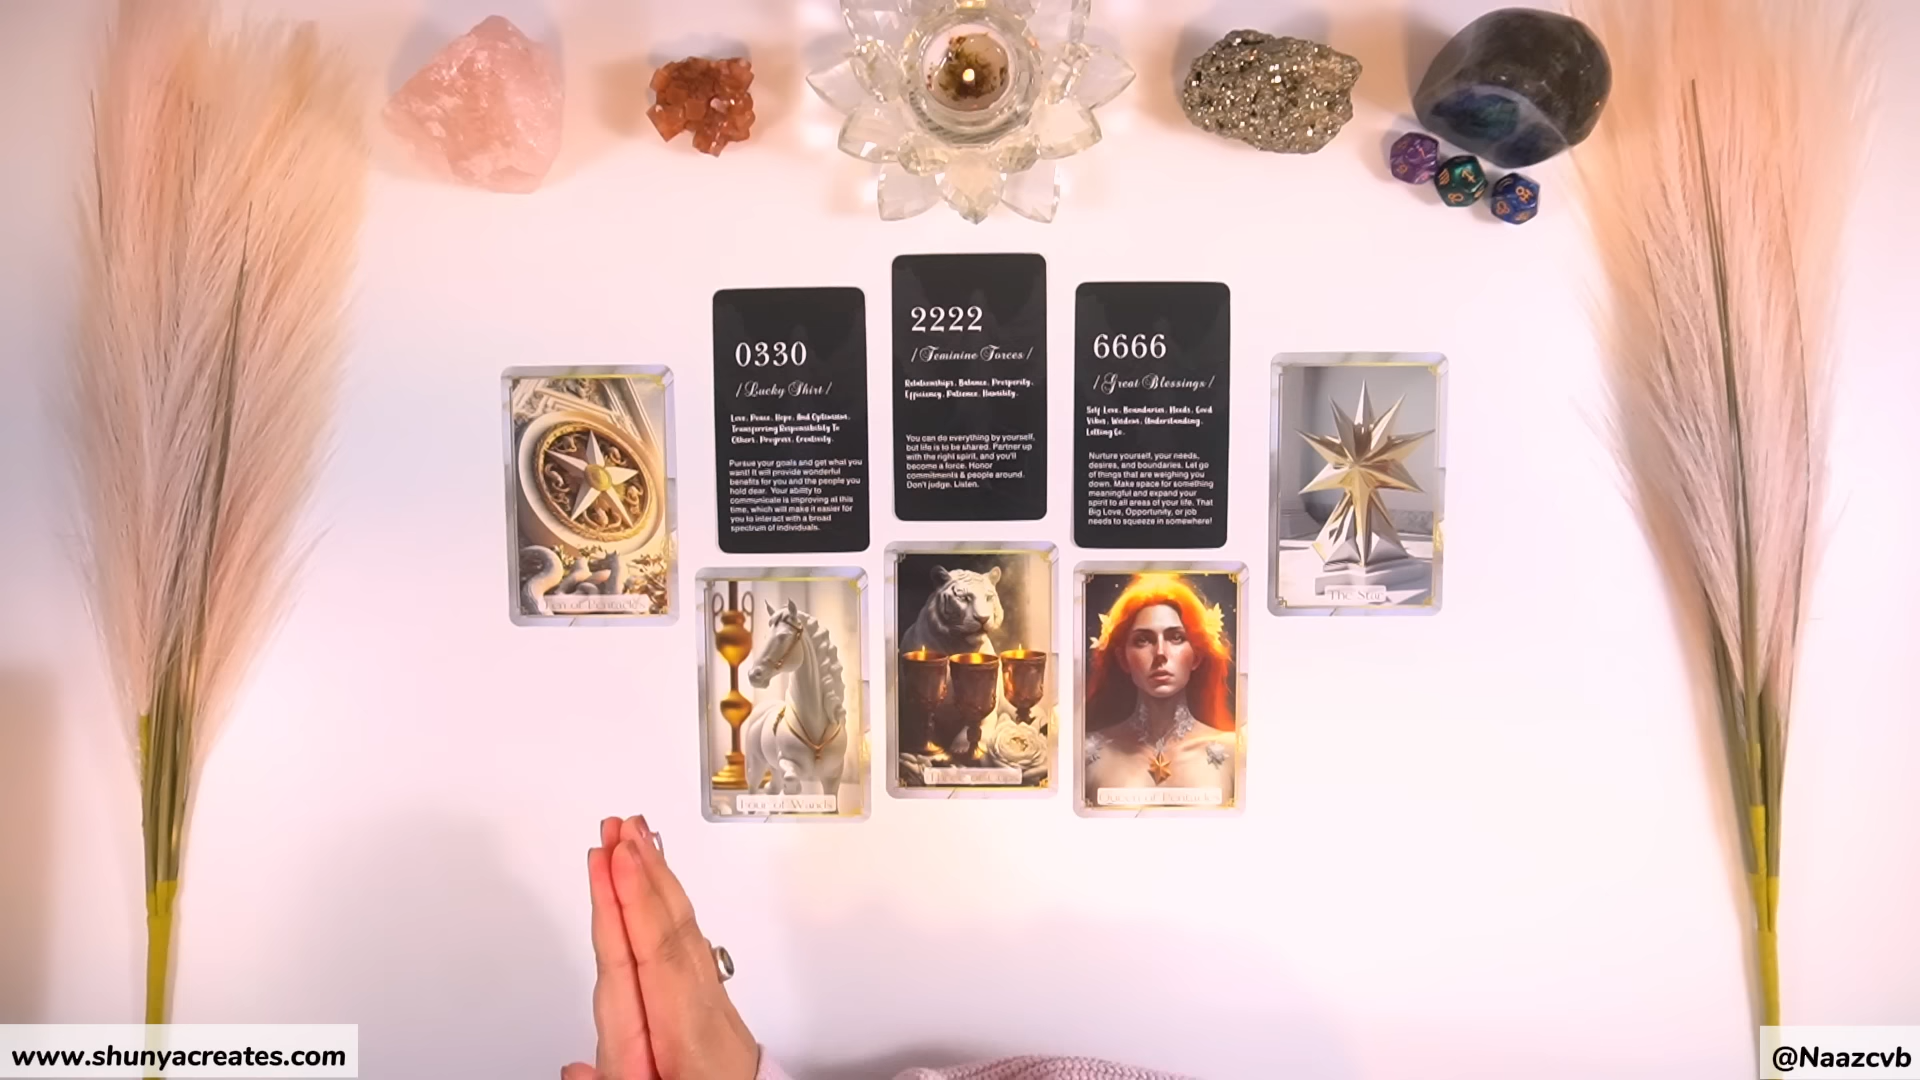 0330
/Lucky Shirt/
Love, Peace, Hope, And Optimism,
Transferring Responsibility To
Others, Progress, Creativity.
Pursue your goals and get what you
want! It will provide wonderful
benefits for you and the people you
hold dear. Your ability to
communicate is improving at this
time, which will make it easier for
you to interact with a broad
spectrum of individuals.
2222
/Feminine Forces/
Relationships, Balance, Prosperity,
Efficiency, Patience, Humility.
You can do everything by yourself,
but life is to be shared. Partner up
with the right spirit, and you'll
become a force. Honor
commitments & people around.
Don't judge. Listen.
6666
/Great Blessings/
Self Love, Boundaries, Needs, Good
Vibes, Wisdom, Understanding,
Letting Go.
Nurture yourself, your needs,
desires, and boundaries. Let go
of things that are weighing you
down. Make space for something
meaningful and expand your
spirit to all areas of your life. That
Big Love, Opportunity, or job
needs to squeeze in somewhere!
Ten of Pentacles
The Star
Four of Wands
Three of Cups
Queen of Pentacles
www.shunyacreates.com
@Naazcvb